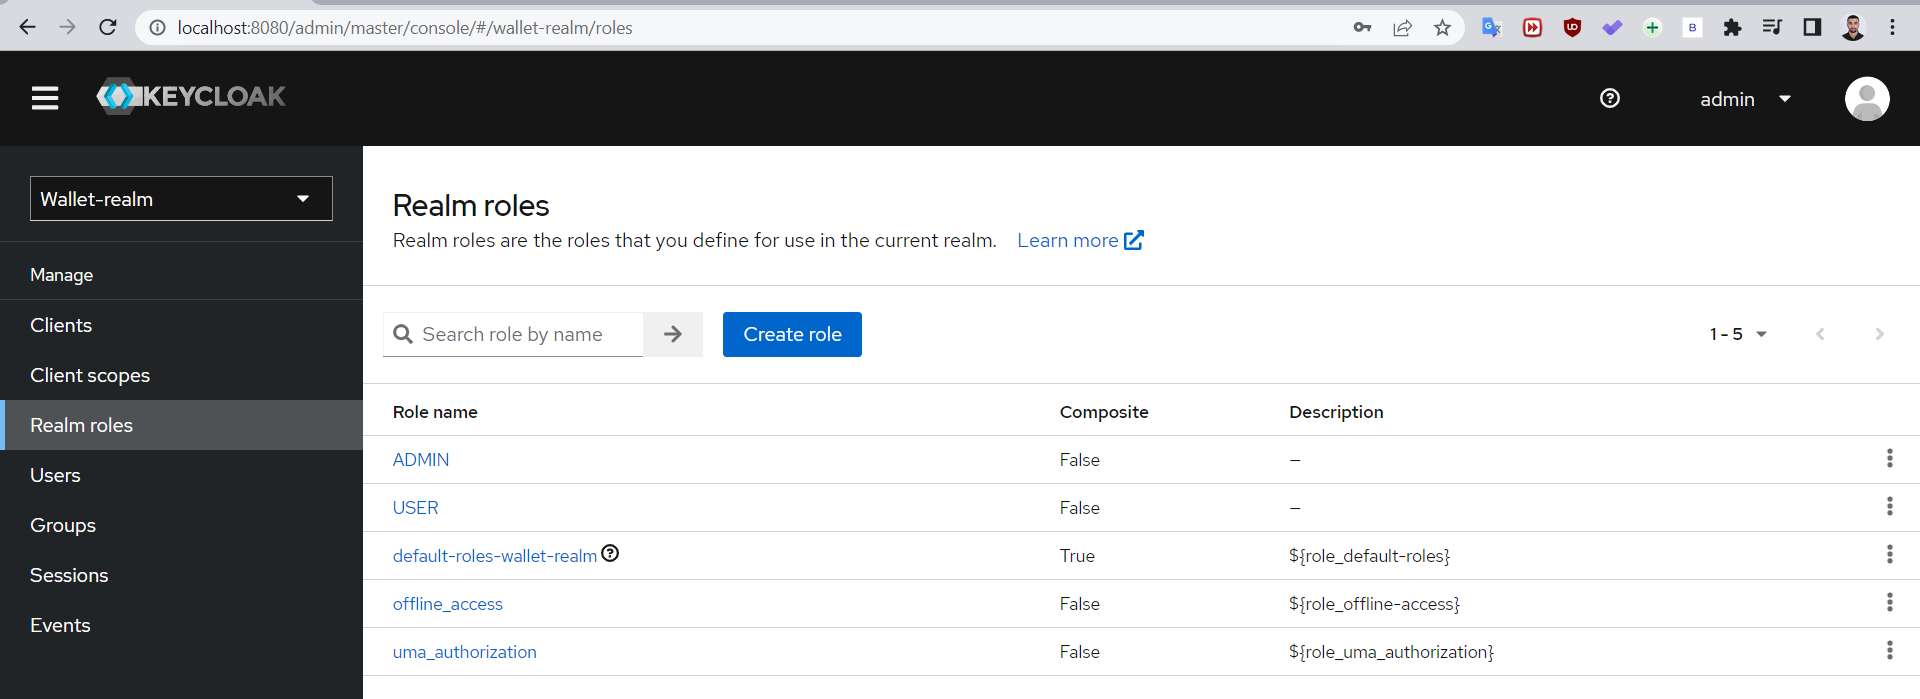 localhost:8080/admin/master/console/#/wallet-realm/roles
KEYCLOAK
admin
Wallet-realm
Manage
Clients
Client scopes
Realm roles
Users
Groups
Sessions
Events
Realm roles
Realm roles are the roles that you define for use in the current realm. Learn more
Search role by name
Create role
1 - 5
Role name Composite Description
ADMIN False –
USER False –
default-roles-wallet-realm True ${role_default-roles}
offline_access False ${role_offline-access}
uma_authorization False ${role_uma_authorization}